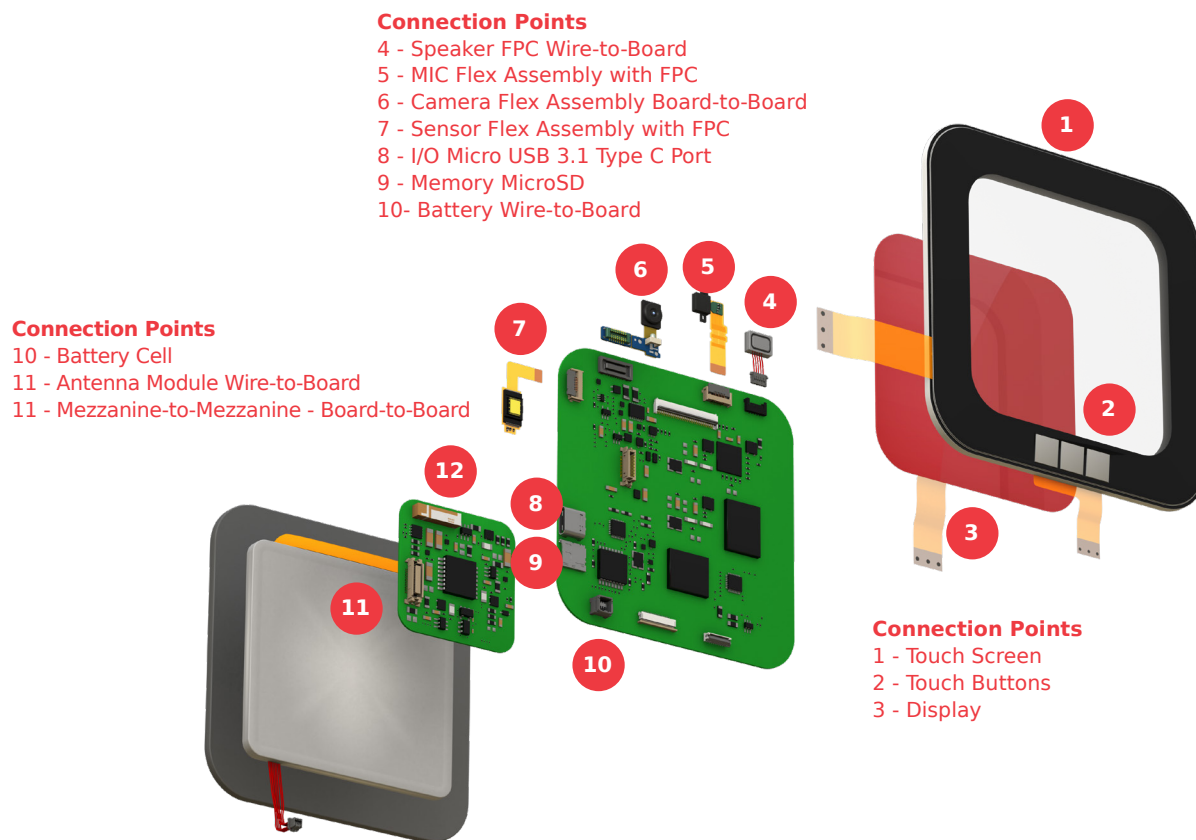 Connection Points
4 - Speaker FPC Wire-to-Board
5 - MIC Flex Assembly with FPC
6 - Camera Flex Assembly Board-to-Board
7 - Sensor Flex Assembly with FPC
8 - I/O Micro USB 3.1 Type C Port
9 - Memory MicroSD
10- Battery Wire-to-Board
1
6
5
4
7
Connection Points
10 - Battery Cell
11 - Antenna Module Wire-to-Board
11 - Mezzanine-to-Mezzanine - Board-to-Board
2
12
8
3
9
11
10
Connection Points
1 - Touch Screen
2 - Touch Buttons
3 - Display